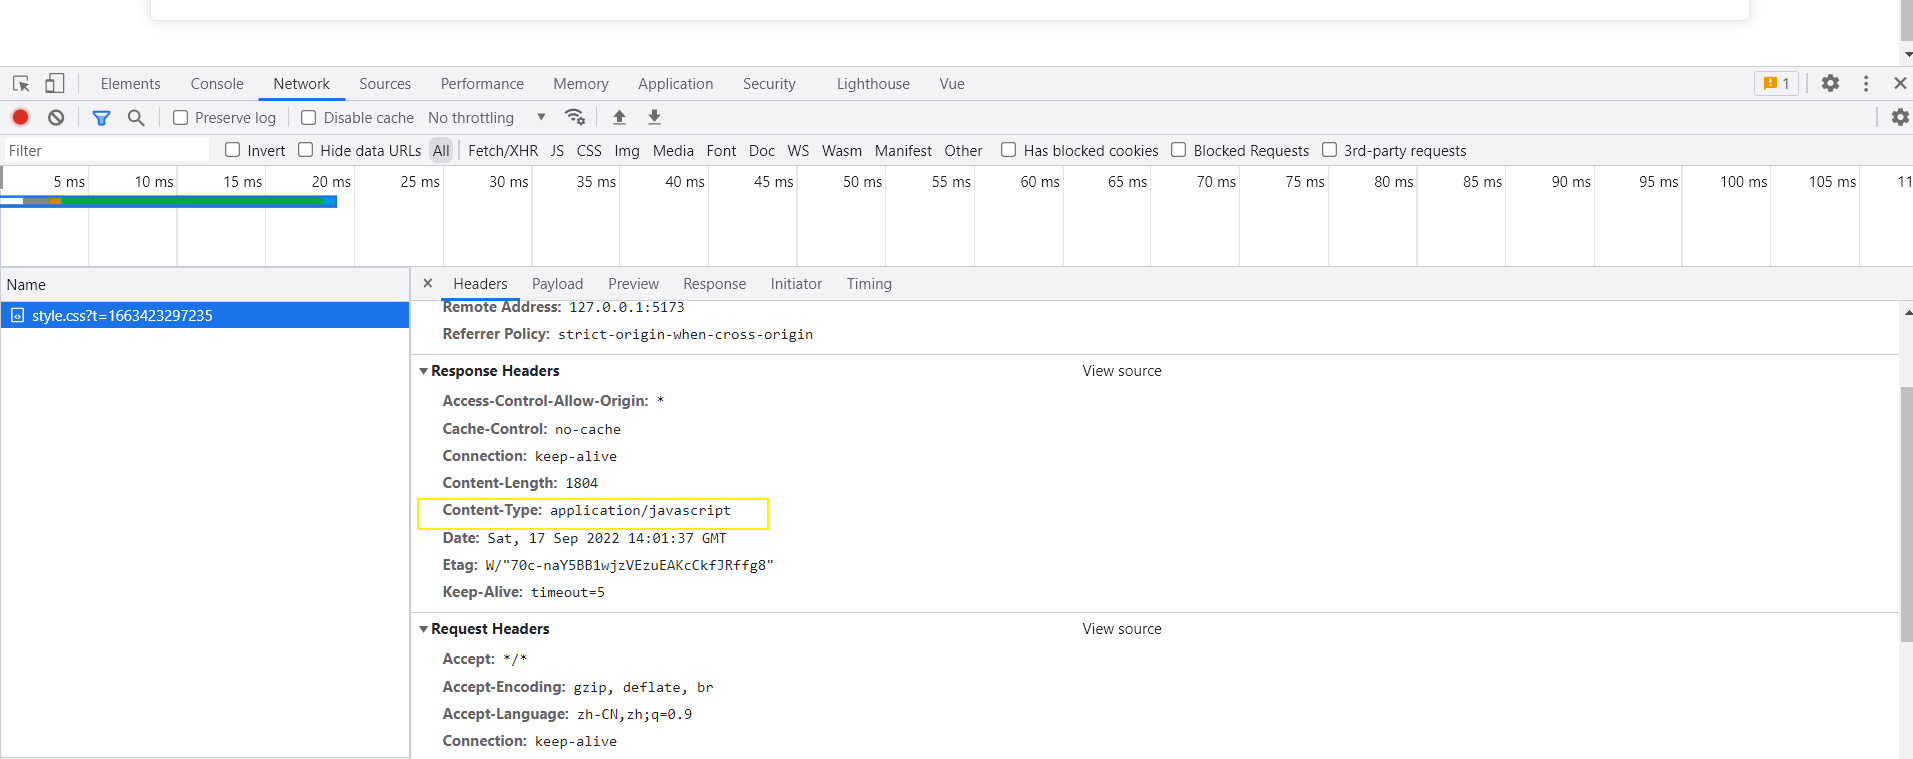 Elements Console Network Sources Performance Memory Application Security Lighthouse Vue 1
Preserve log Disable cache No throttling
Filter Invert Hide data URLs All Fetch/XHR JS CSS Img Media Font Doc WS Wasm Manifest Other Has blocked cookies Blocked Requests 3rd-party requests
5 ms 10 ms 15 ms 20 ms 25 ms 30 ms 35 ms 40 ms 45 ms 50 ms 55 ms 60 ms 65 ms 70 ms 75 ms 80 ms 85 ms 90 ms 95 ms 100 ms 105 ms 11
Name
style.css?t=1663423297235
× Headers Payload Preview Response Initiator Timing
Remote Address: 127.0.0.1:5173
Referrer Policy: strict-origin-when-cross-origin
Response Headers View source
Access-Control-Allow-Origin: *
Cache-Control: no-cache
Connection: keep-alive
Content-Length: 1804
Content-Type: application/javascript
Date: Sat, 17 Sep 2022 14:01:37 GMT
Etag: W/"70c-naY5BB1wjzVEzuEAKcCkfJRffg8"
Keep-Alive: timeout=5
Request Headers View source
Accept: */*
Accept-Encoding: gzip, deflate, br
Accept-Language: zh-CN,zh;q=0.9
Connection: keep-alive